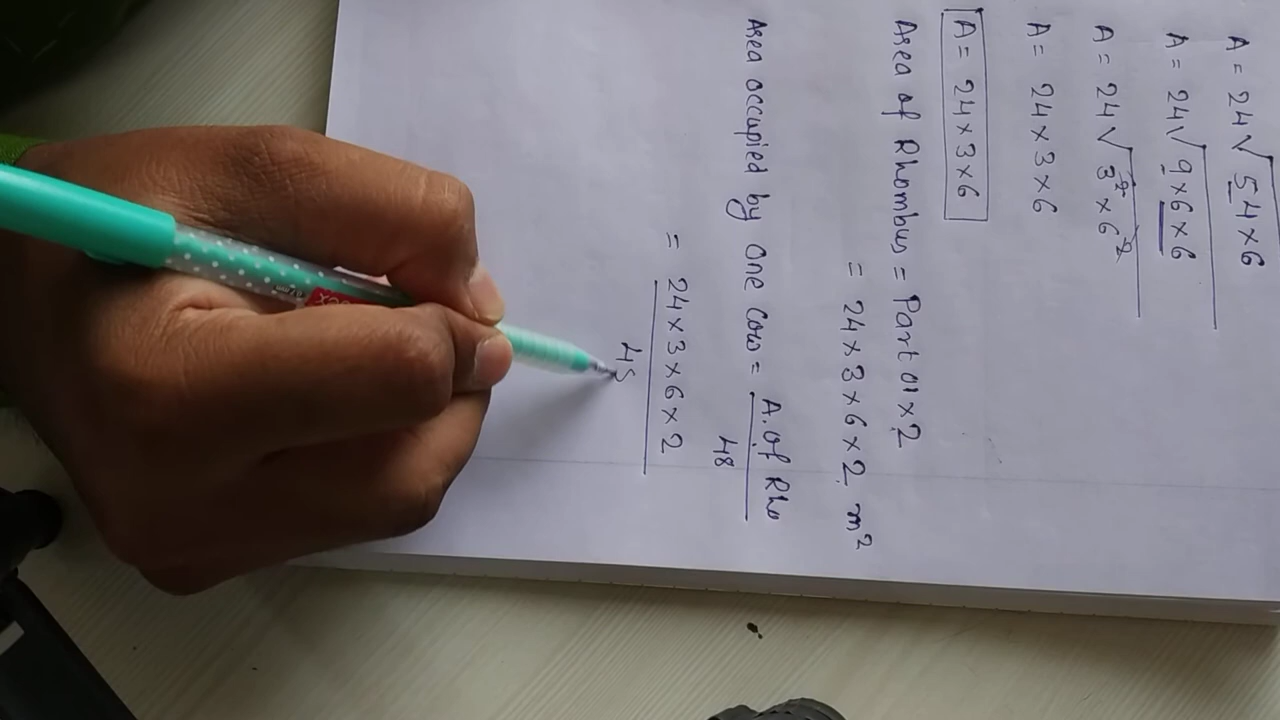 A = 24√54×6
A = 24√9×6×6
A = 24√3²×6²
A = 24×3×6
A = 24×3×6
Area of Rhombus = Part 01×2
= 24×3×6×2 m²
Area occupied by one cow = A. of Rho
48
= 24×3×6×2